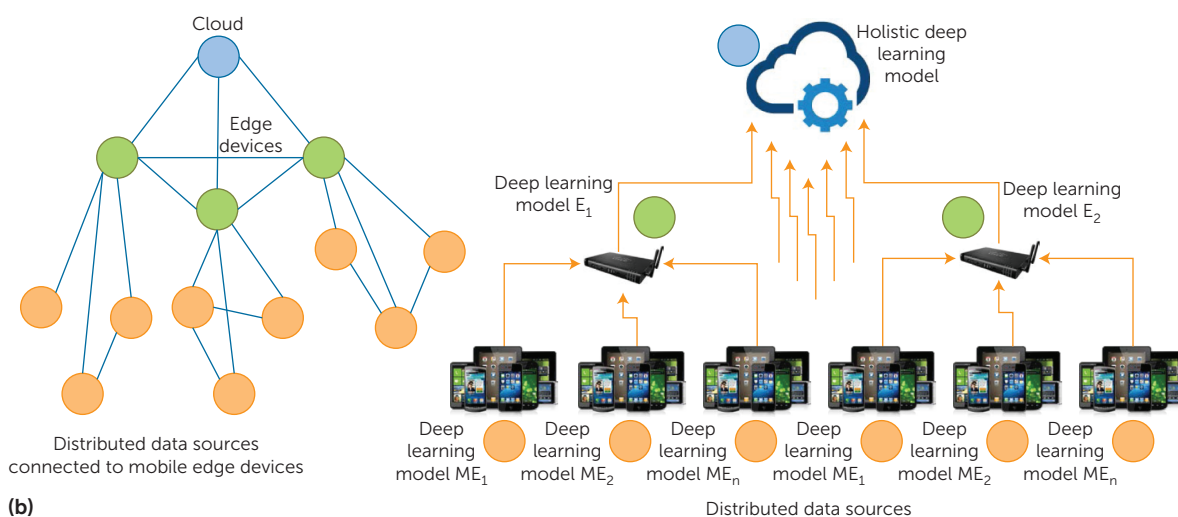 Cloud
Edge
devices
Distributed data sources
connected to mobile edge devices
(b)
Holistic deep
learning
model
Deep learning
model E₁
Deep learning
model E₂
Deep
learning
model ME₁
Deep
learning
model ME₂
Deep
learning
model MEₙ
Deep
learning
model ME₁
Deep
learning
model ME₂
Deep
learning
model MEₙ
Distributed data sources